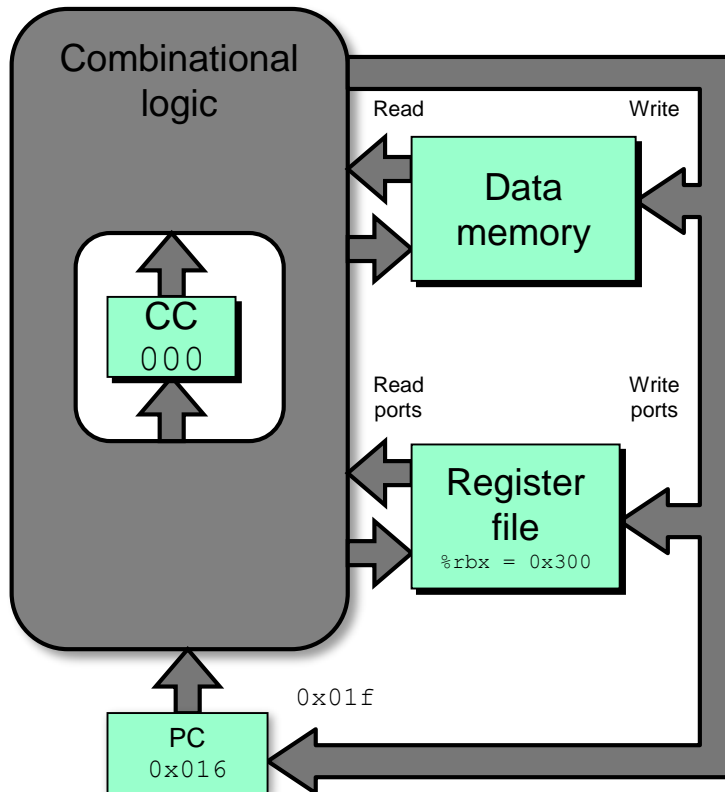 Combinational
logic
Read
Write
Data
memory
CC
000
Read
ports
Write
ports
Register
file
%rbx = 0x300
0x01f
PC
0x016